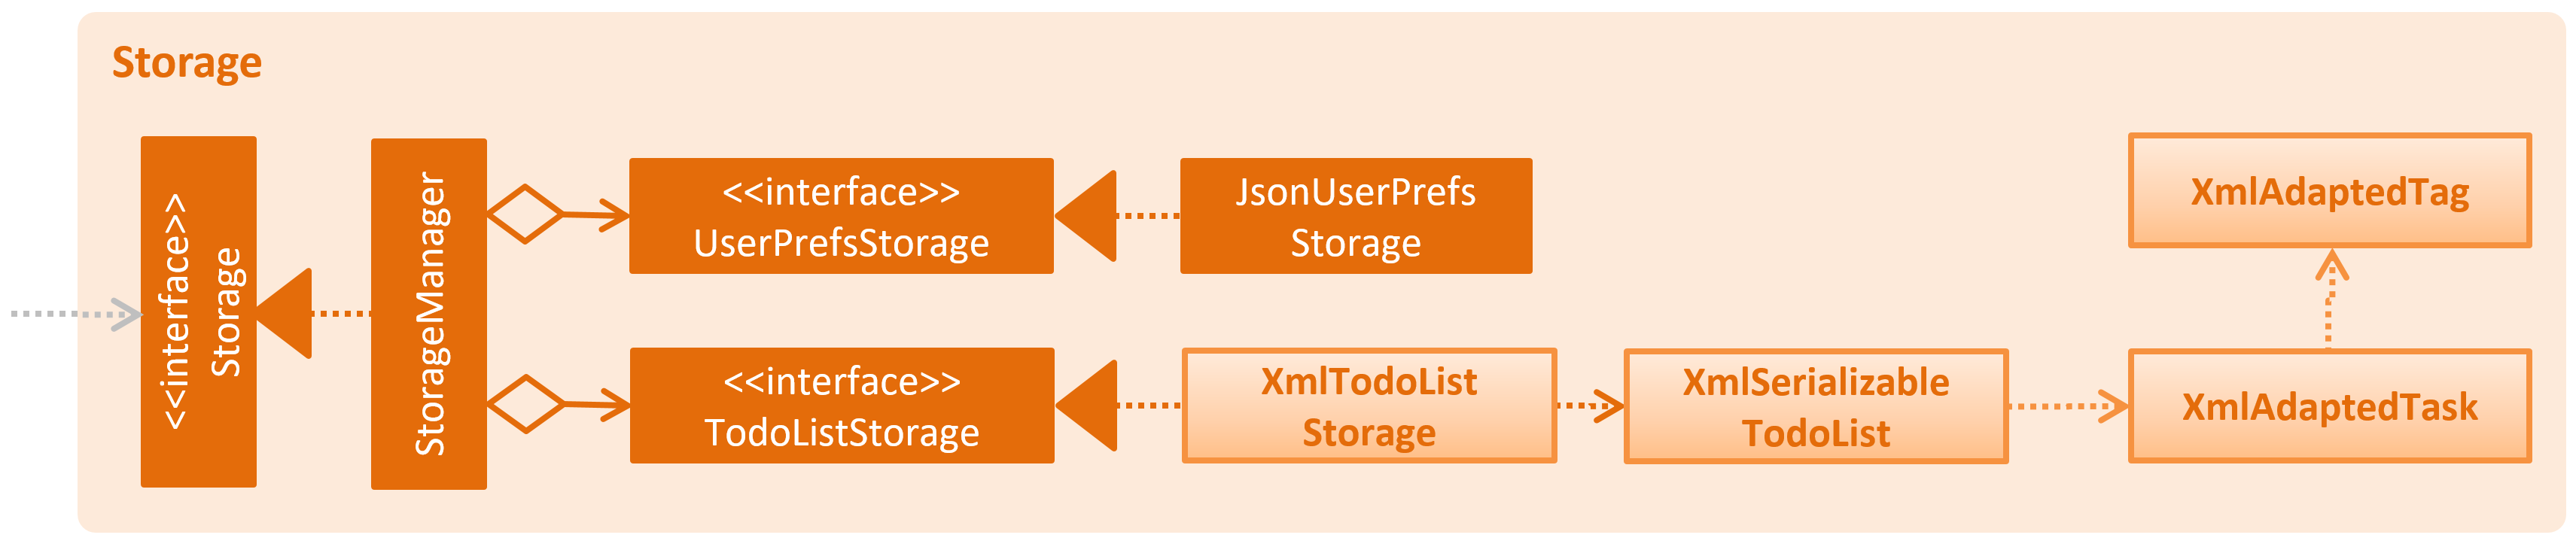 Storage
<<interface>>
Storage
StorageManager
<<interface>>
UserPrefsStorage
JsonUserPrefs
Storage
<<interface>>
TodoListStorage
XmlTodoList
Storage
XmlSerializable
TodoList
XmlAdaptedTag
XmlAdaptedTask